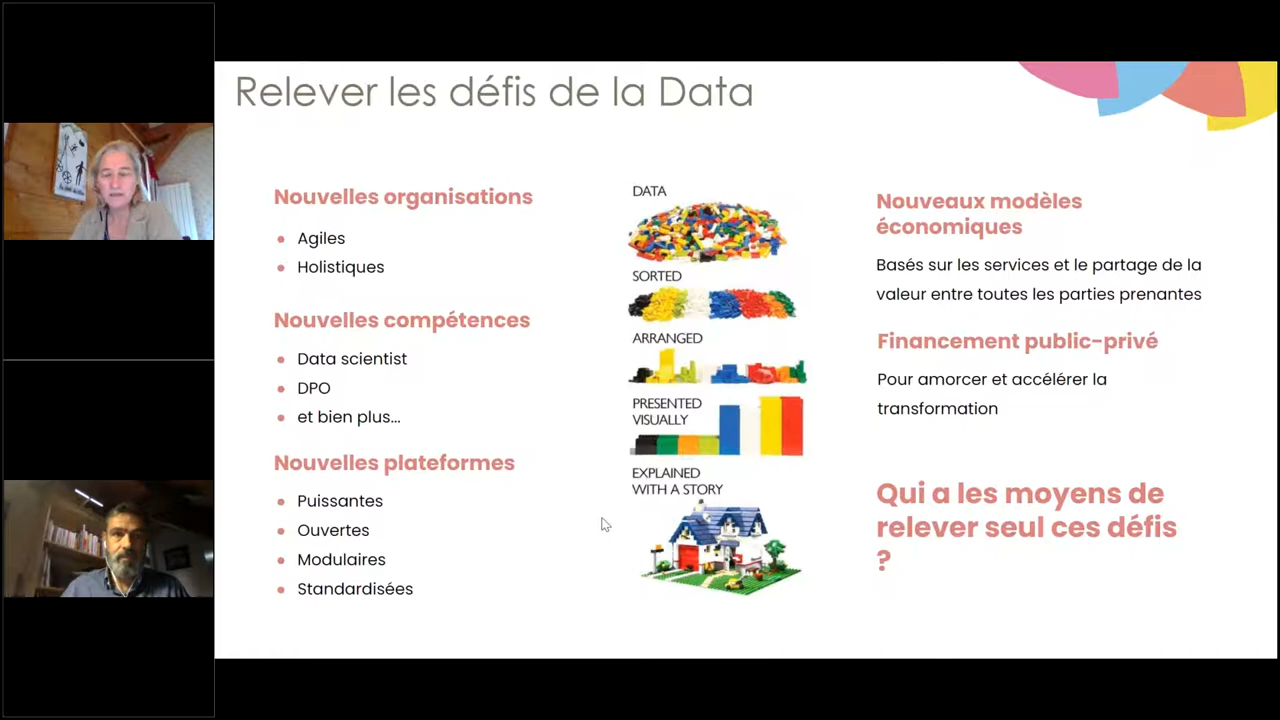 Relever les défis de la Data
Nouvelles organisations
Agiles
Holistiques
Nouvelles compétences
Data scientist
DPO
et bien plus...
Nouvelles plateformes
Puissantes
Ouvertes
Modulaires
Standardisées
DATA
SORTED
ARRANGED
PRESENTED
VISUALLY
EXPLAINED
WITH A STORY
Nouveaux modèles
économiques
Basés sur les services et le partage de la
valeur entre toutes les parties prenantes
Financement public-privé
Pour amorcer et accélérer la
transformation
Qui a les moyens de
relever seul ces défis
?